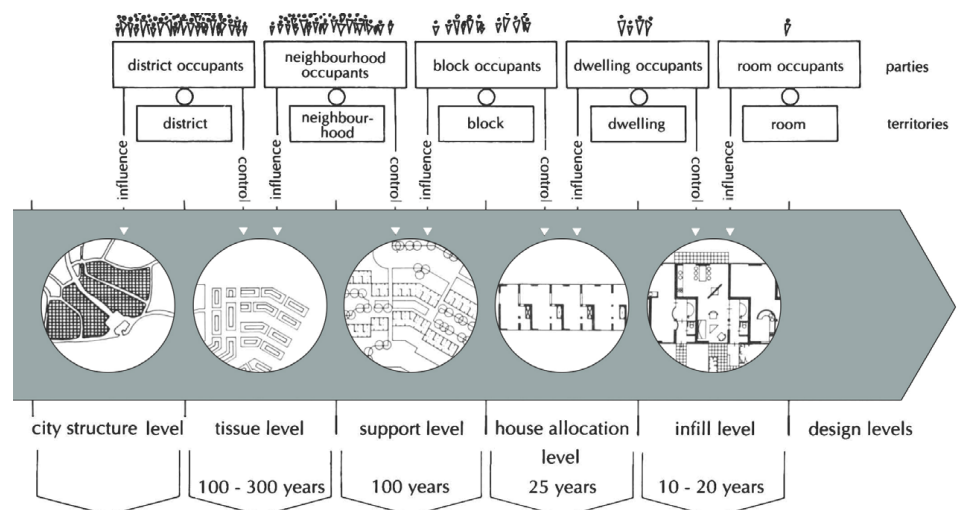 district occupants
neighbourhood
occupants
block occupants
dwelling occupants
room occupants
parties
district
neighbour-
hood
block
dwelling
room
territories
influence
control
influence
control
influence
control
influence
control
influence
city structure level
tissue level
support level
house allocation
level
infill level
design levels
100 - 300 years
100 years
25 years
10 - 20 years